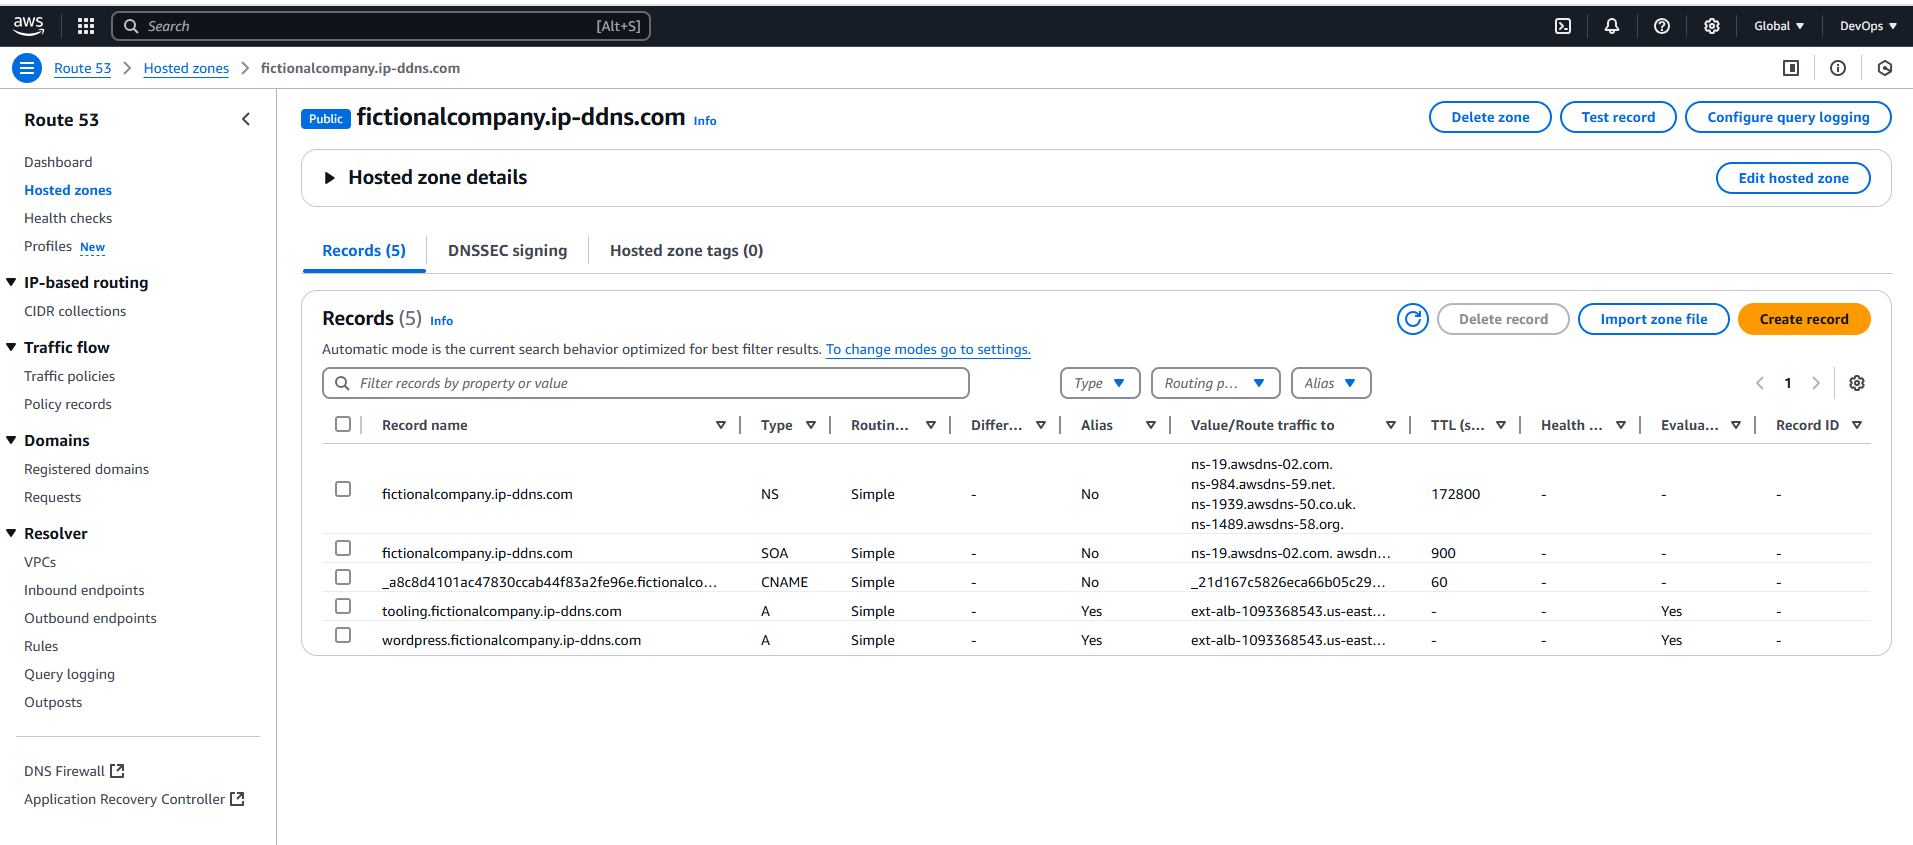 aws
Search [Alt+S] Global DevOps
Route 53 Hosted zones fictionalcompany.ip-ddns.com
Route 53
Dashboard
Hosted zones
Health checks
Profiles New
IP-based routing
CIDR collections
Traffic flow
Traffic policies
Policy records
Domains
Registered domains
Requests
Resolver
VPCs
Inbound endpoints
Outbound endpoints
Rules
Query logging
Outposts
DNS Firewall
Application Recovery Controller
Public fictionalcompany.ip-ddns.com Info
Delete zone Test record Configure query logging
Hosted zone details Edit hosted zone
Records (5) DNSSEC signing Hosted zone tags (0)
Records (5) Info
Delete record Import zone file Create record
Automatic mode is the current search behavior optimized for best filter results. To change modes go to settings.
Filter records by property or value Type Routing p... Alias 1
Record name Type Routin... Differ... Alias Value/Route traffic to TTL (s... Health ... Evalua... Record ID
fictionalcompany.ip-ddns.com NS Simple - No ns-19.awsdns-02.com.
ns-984.awsdns-59.net.
ns-1939.awsdns-50.co.uk.
ns-1489.awsdns-58.org. 172800 - - -
fictionalcompany.ip-ddns.com SOA Simple - No ns-19.awsdns-02.com. awsdn... 900 - - -
_a8c8d4101ac47830ccab44f83a2fe96e.fictionalco... CNAME Simple - No _21d167c5826eca66b05c29... 60 - - -
tooling.fictionalcompany.ip-ddns.com A Simple - Yes ext-alb-1093368543.us-east... - - Yes -
wordpress.fictionalcompany.ip-ddns.com A Simple - Yes ext-alb-1093368543.us-east... - - Yes -